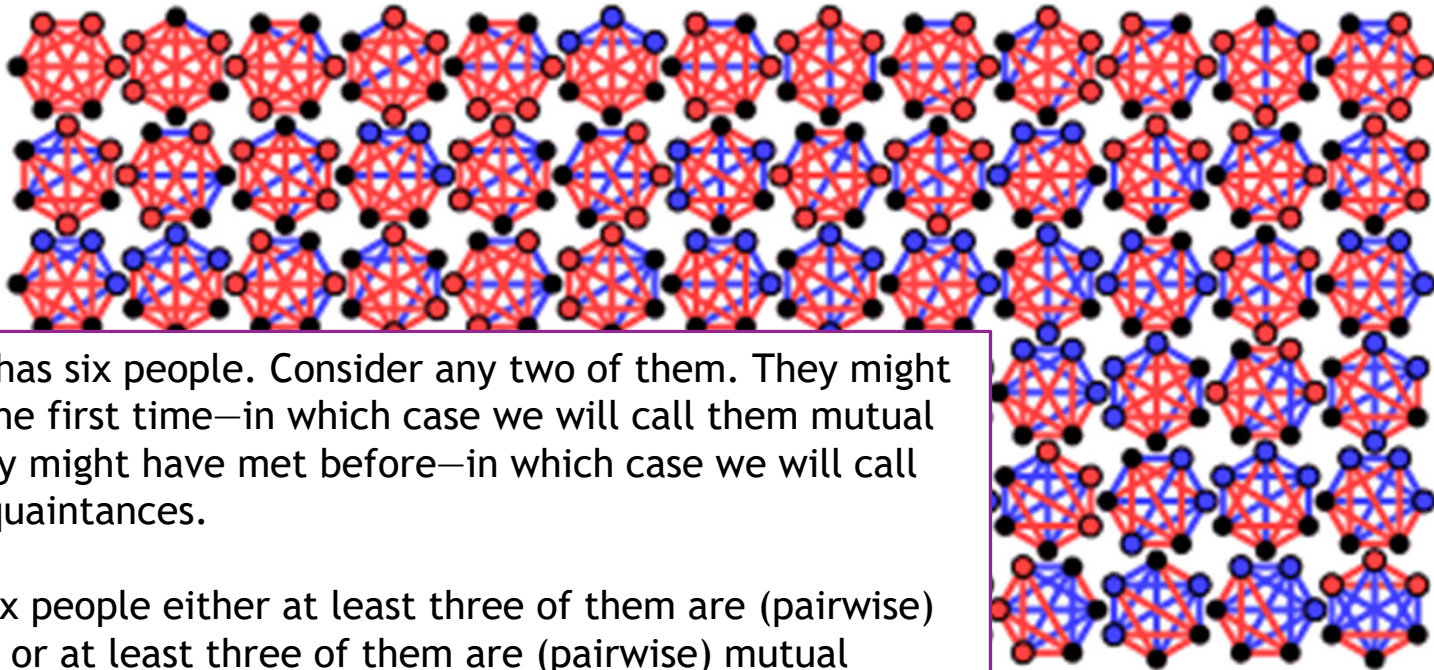 has six people. Consider any two of them. They might
he first time—in which case we will call them mutual
y might have met before—in which case we will call
quaintances.
x people either at least three of them are (pairwise)
or at least three of them are (pairwise) mutual